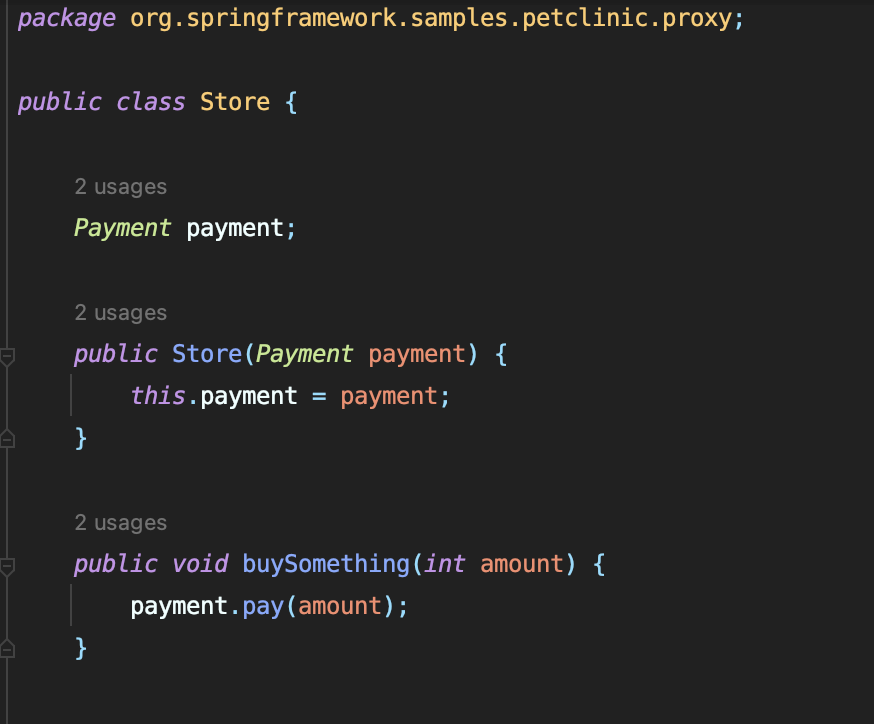 package org.springframework.samples.petclinic.proxy;
public class Store {
2 usages
Payment payment;
2 usages
public Store(Payment payment) {
this.payment = payment;
}
2 usages
public void buySomething(int amount) {
payment.pay(amount);
}